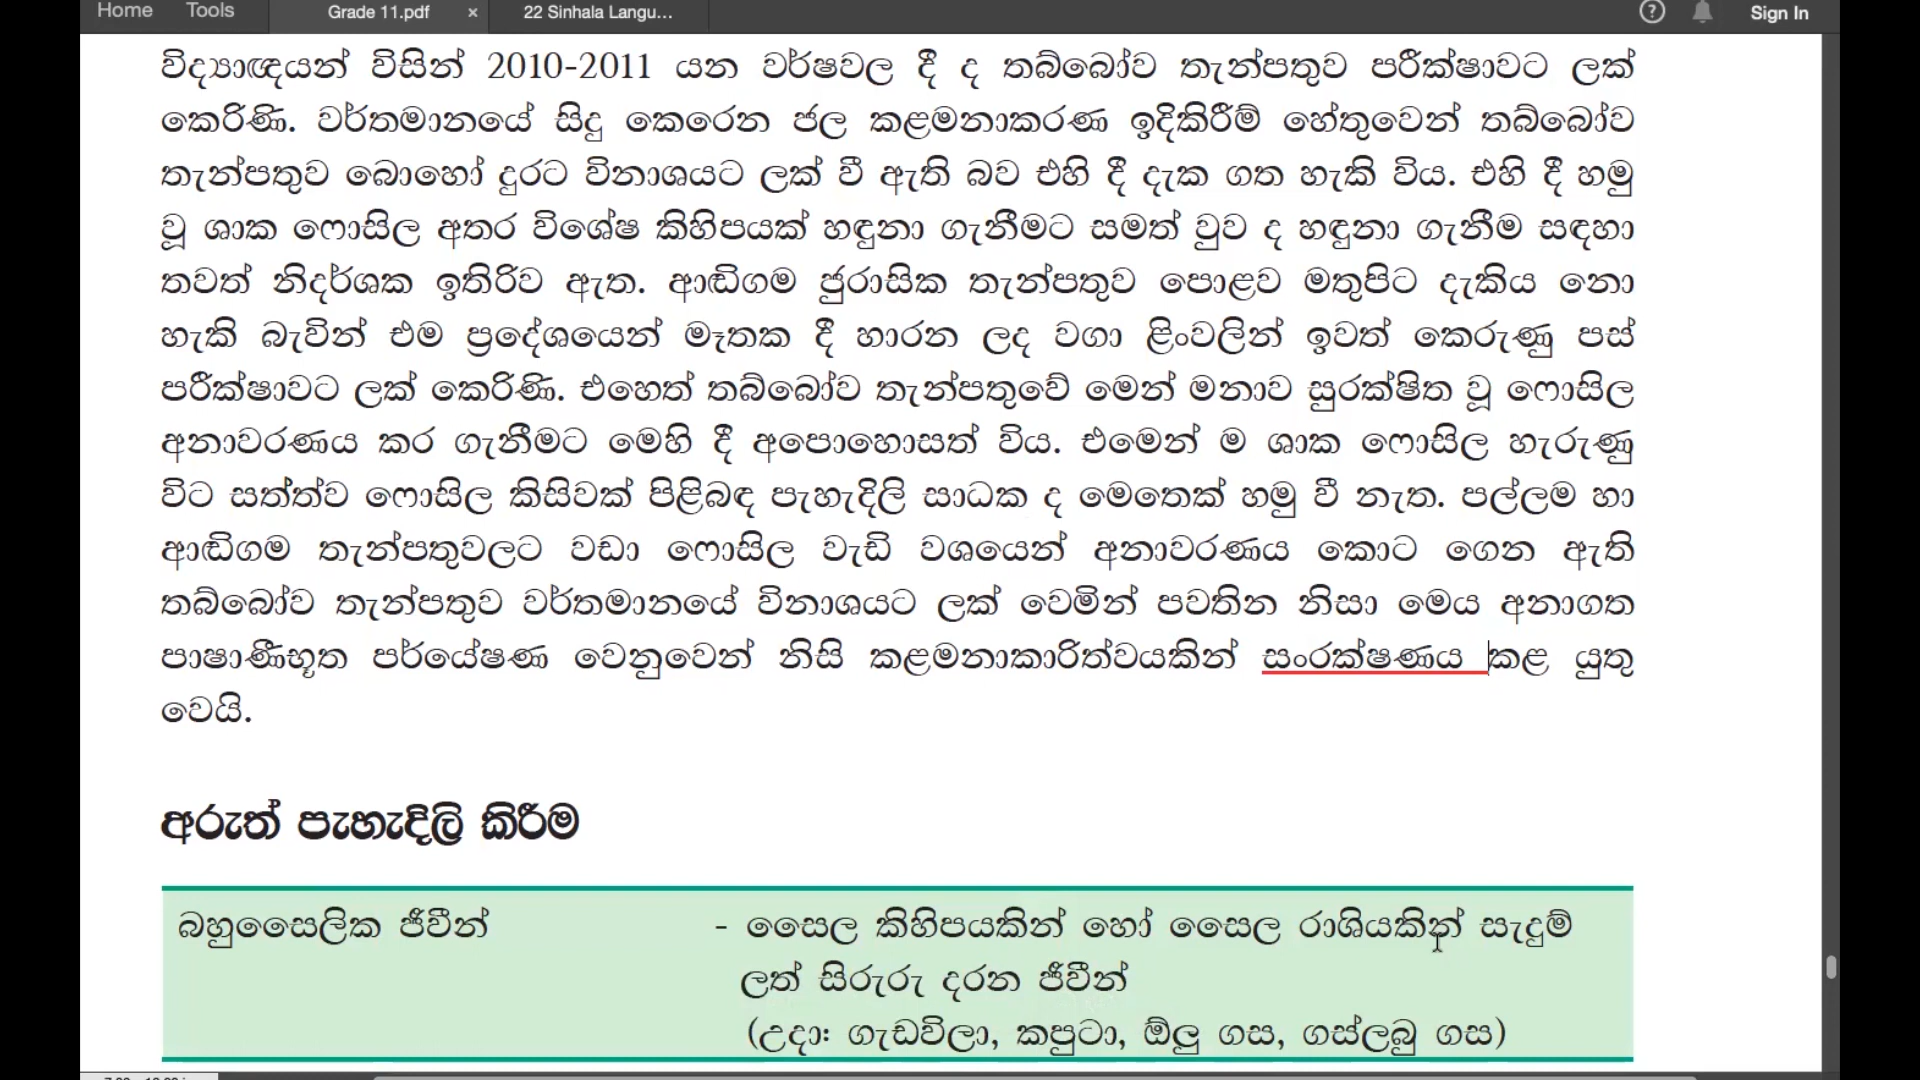 Home Tools Grade 11.pdf × 22 Sinhala Langu... ? Sign In
විද්‍යාඥයන් විසින් 2010-2011 යන වර්ෂවල දී ද තබ්බෝව තැන්පතුව පරීක්ෂාවට ලක්
කෙරිණි. වර්තමානයේ සිදු කෙරෙන ජල කළමනාකරණ ඉදිකිරීම් හේතුවෙන් තබ්බෝව
තැන්පතුව බොහෝ දුරට විනාශයට ලක් වී ඇති බව එහි දී දැක ගත හැකි විය. එහි දී හමු
වූ ශාක ෆොසිල අතර විශේෂ කිහිපයක් හඳුනා ගැනීමට සමත් වුව ද හඳුනා ගැනීම සඳහා
තවත් නිදර්ශක ඉතිරිව ඇත. ආඬිගම ජුරාසික තැන්පතුව පොළව මතුපිට දැකිය නො
හැකි බැවින් එම ප්‍රදේශයෙන් මෑතක දී හාරන ලද වගා ළිංවලින් ඉවත් කෙරුණු පස්
පරීක්ෂාවට ලක් කෙරිණි. එහෙත් තබ්බෝව තැන්පතුවේ මෙන් මනාව සුරක්ෂිත වූ ෆොසිල
අනාවරණය කර ගැනීමට මෙහි දී අපොහොසත් විය. එමෙන් ම ශාක ෆොසිල හැරුණු
විට සත්ත්ව ෆොසිල කිසිවක් පිළිබඳ පැහැදිලි සාධක ද මෙතෙක් හමු වී නැත. පල්ලම හා
ආඬිගම තැන්පතුවලට වඩා ෆොසිල වැඩි වශයෙන් අනාවරණය කොට ගෙන ඇති
තබ්බෝව තැන්පතුව වර්තමානයේ විනාශයට ලක් වෙමින් පවතින නිසා මෙය අනාගත
පාෂාණීභූත පර්යේෂණ වෙනුවෙන් නිසි කළමනාකාරිත්වයකින් සංරක්ෂණය කළ යුතු
වෙයි.
අරුත් පැහැදිලි කිරීම
බහුසෛලික ජීවීන් - සෛල කිහිපයකින් හෝ සෛල රාශියකින් සැදුම්
ලත් සිරුරු දරන ජීවීන්
(උදා: ගැඩවිලා, කපුටා, ඕලු ගස, ගස්ලබු ගස)